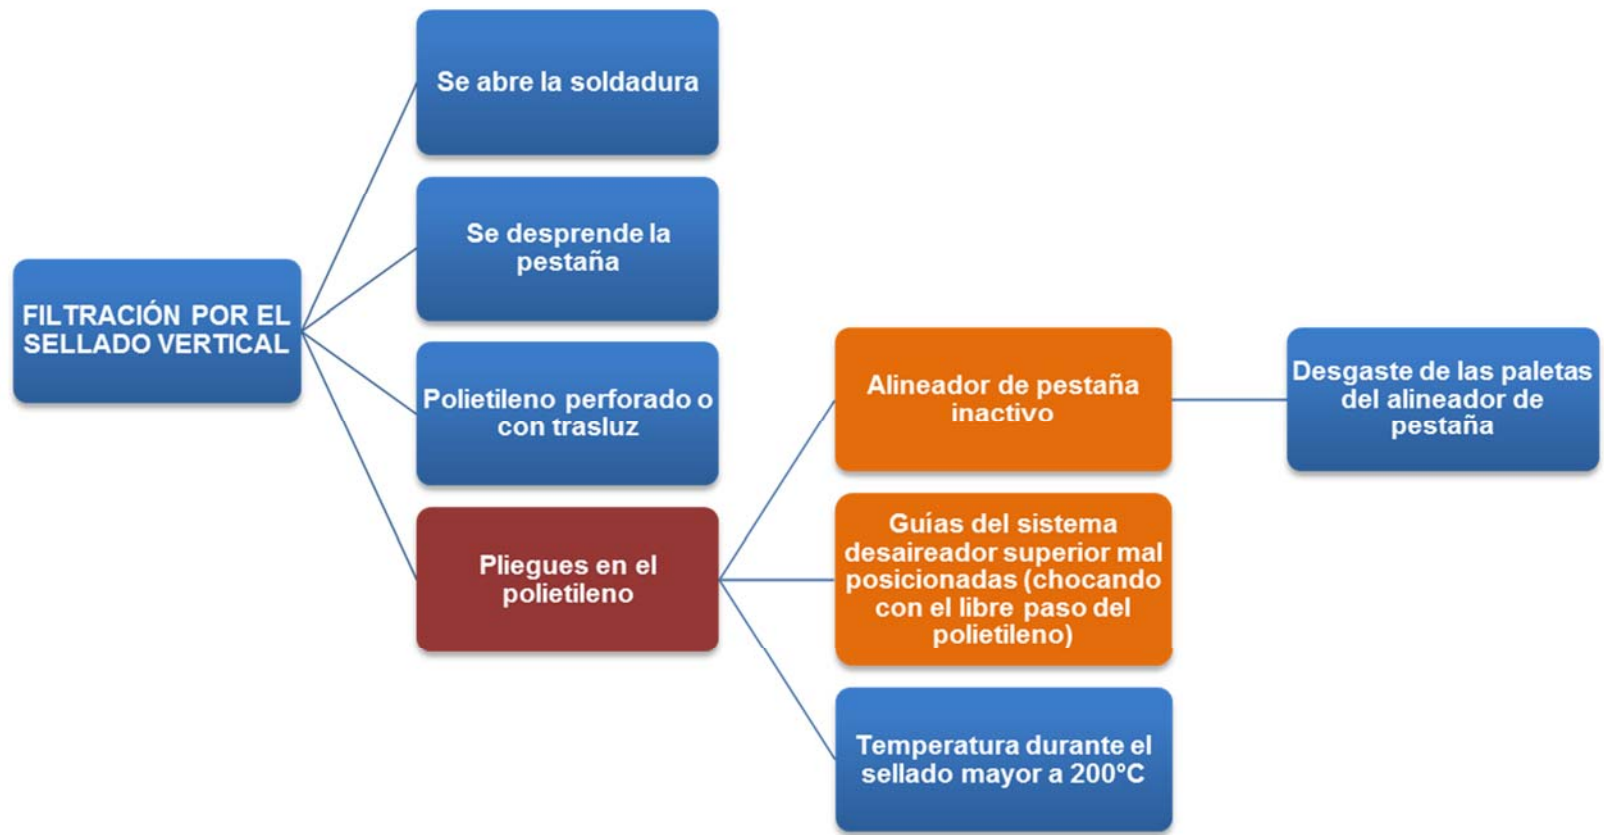 Se abre la soldadura
Se desprende la
pestaña
FILTRACIÓN POR EL
SELLADO VERTICAL
Polietileno perforado o
con trasluz
Pliegues en el
polietileno
Alineador de pestaña
inactivo
Desgaste de las paletas
del alineador de
pestaña
Guías del sistema
desaireador superior mal
posicionadas (chocando
con el libre paso del
polietileno)
Temperatura durante el
sellado mayor a 200°C